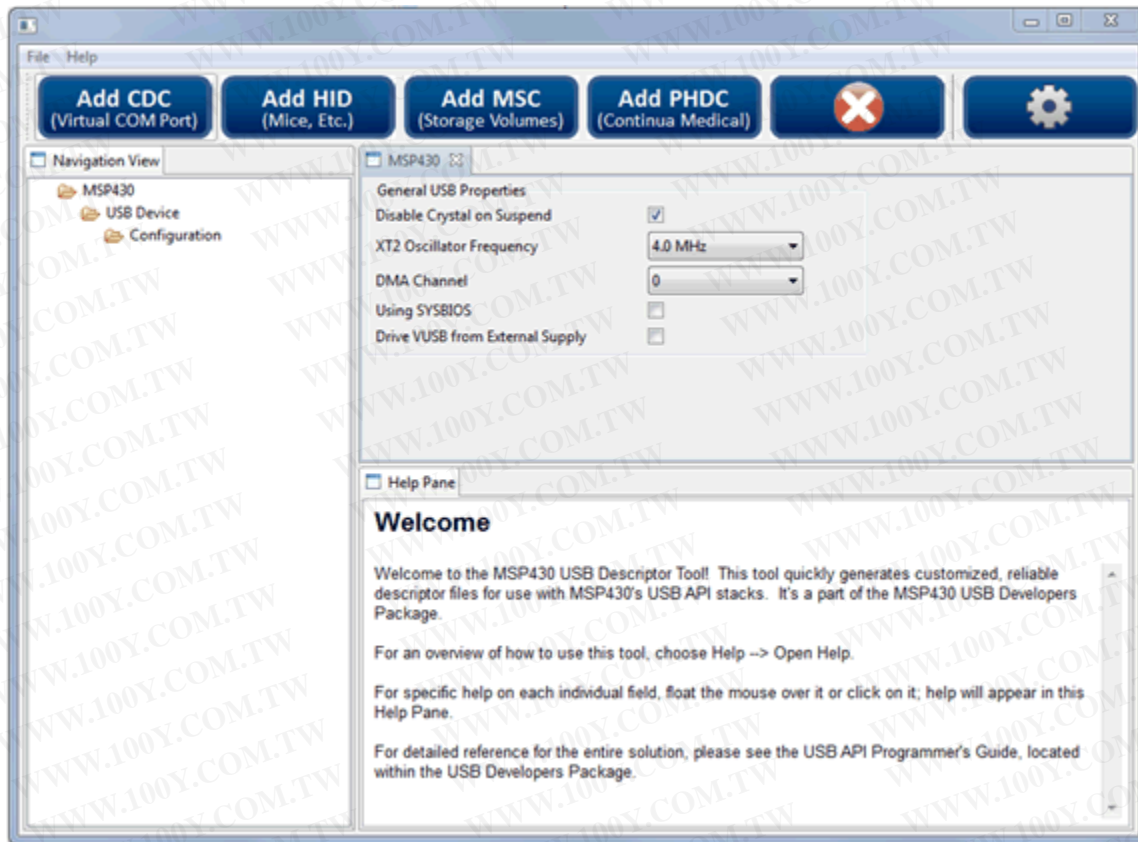 File Help
Add CDC
(Virtual COM Port)
Add HID
(Mice, Etc.)
Add MSC
(Storage Volumes)
Add PHDC
(Continua Medical)
Navigation View
MSP430
USB Device
Configuration
MSP430
General USB Properties
Disable Crystal on Suspend
XT2 Oscillator Frequency 4.0 MHz
DMA Channel 0
Using SYSBIOS
Drive VUSB from External Supply
Help Pane
Welcome
Welcome to the MSP430 USB Descriptor Tool! This tool quickly generates customized, reliable
descriptor files for use with MSP430's USB API stacks. It's a part of the MSP430 USB Developers
Package.
For an overview of how to use this tool, choose Help --> Open Help.
For specific help on each individual field, float the mouse over it or click on it; help will appear in this
Help Pane.
For detailed reference for the entire solution, please see the USB API Programmer's Guide, located
within the USB Developers Package.
WWW.100Y.COM.TW